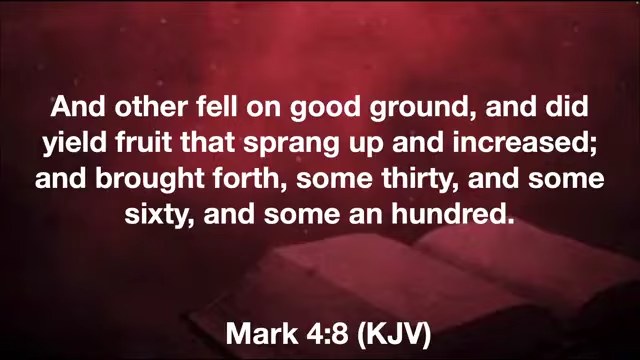 And other fell on good ground, and did
yield fruit that sprang up and increased;
and brought forth, some thirty, and some
sixty, and some an hundred.
Mark 4:8 (KJV)